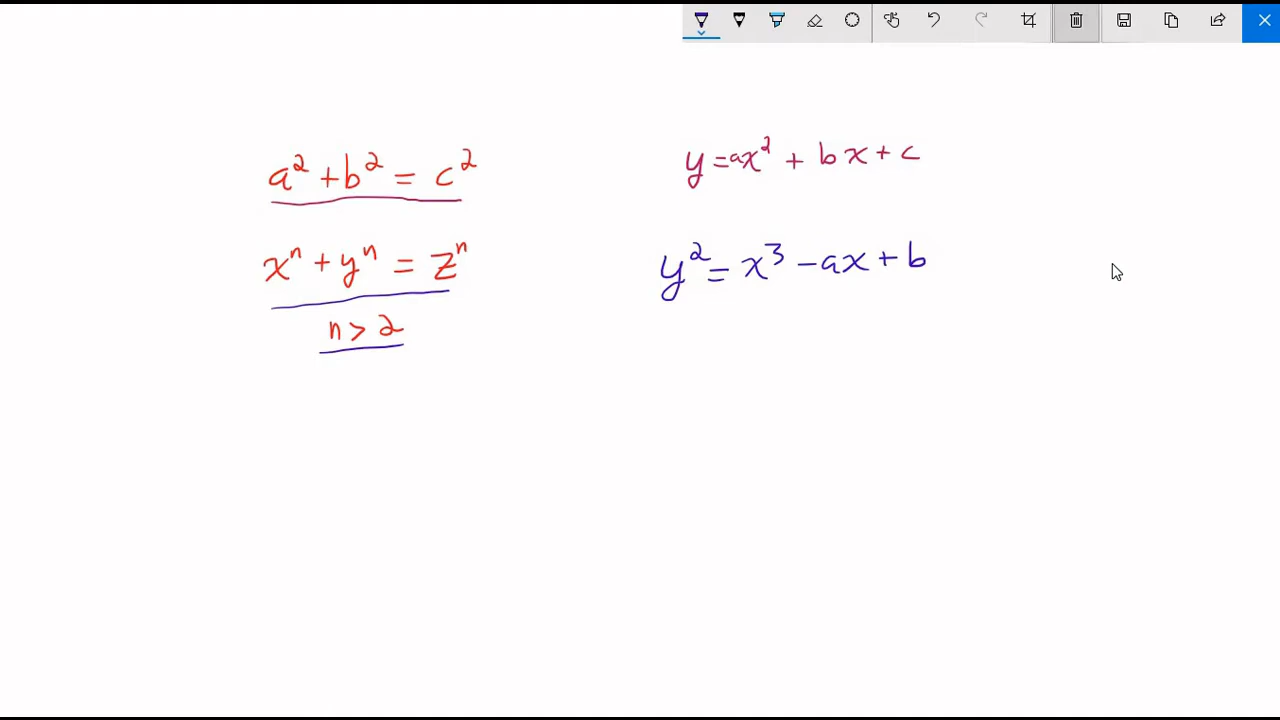 a² + b² = c²
xⁿ + yⁿ = zⁿ
n > 2
y = ax² + bx + c
y² = x³ - ax + b